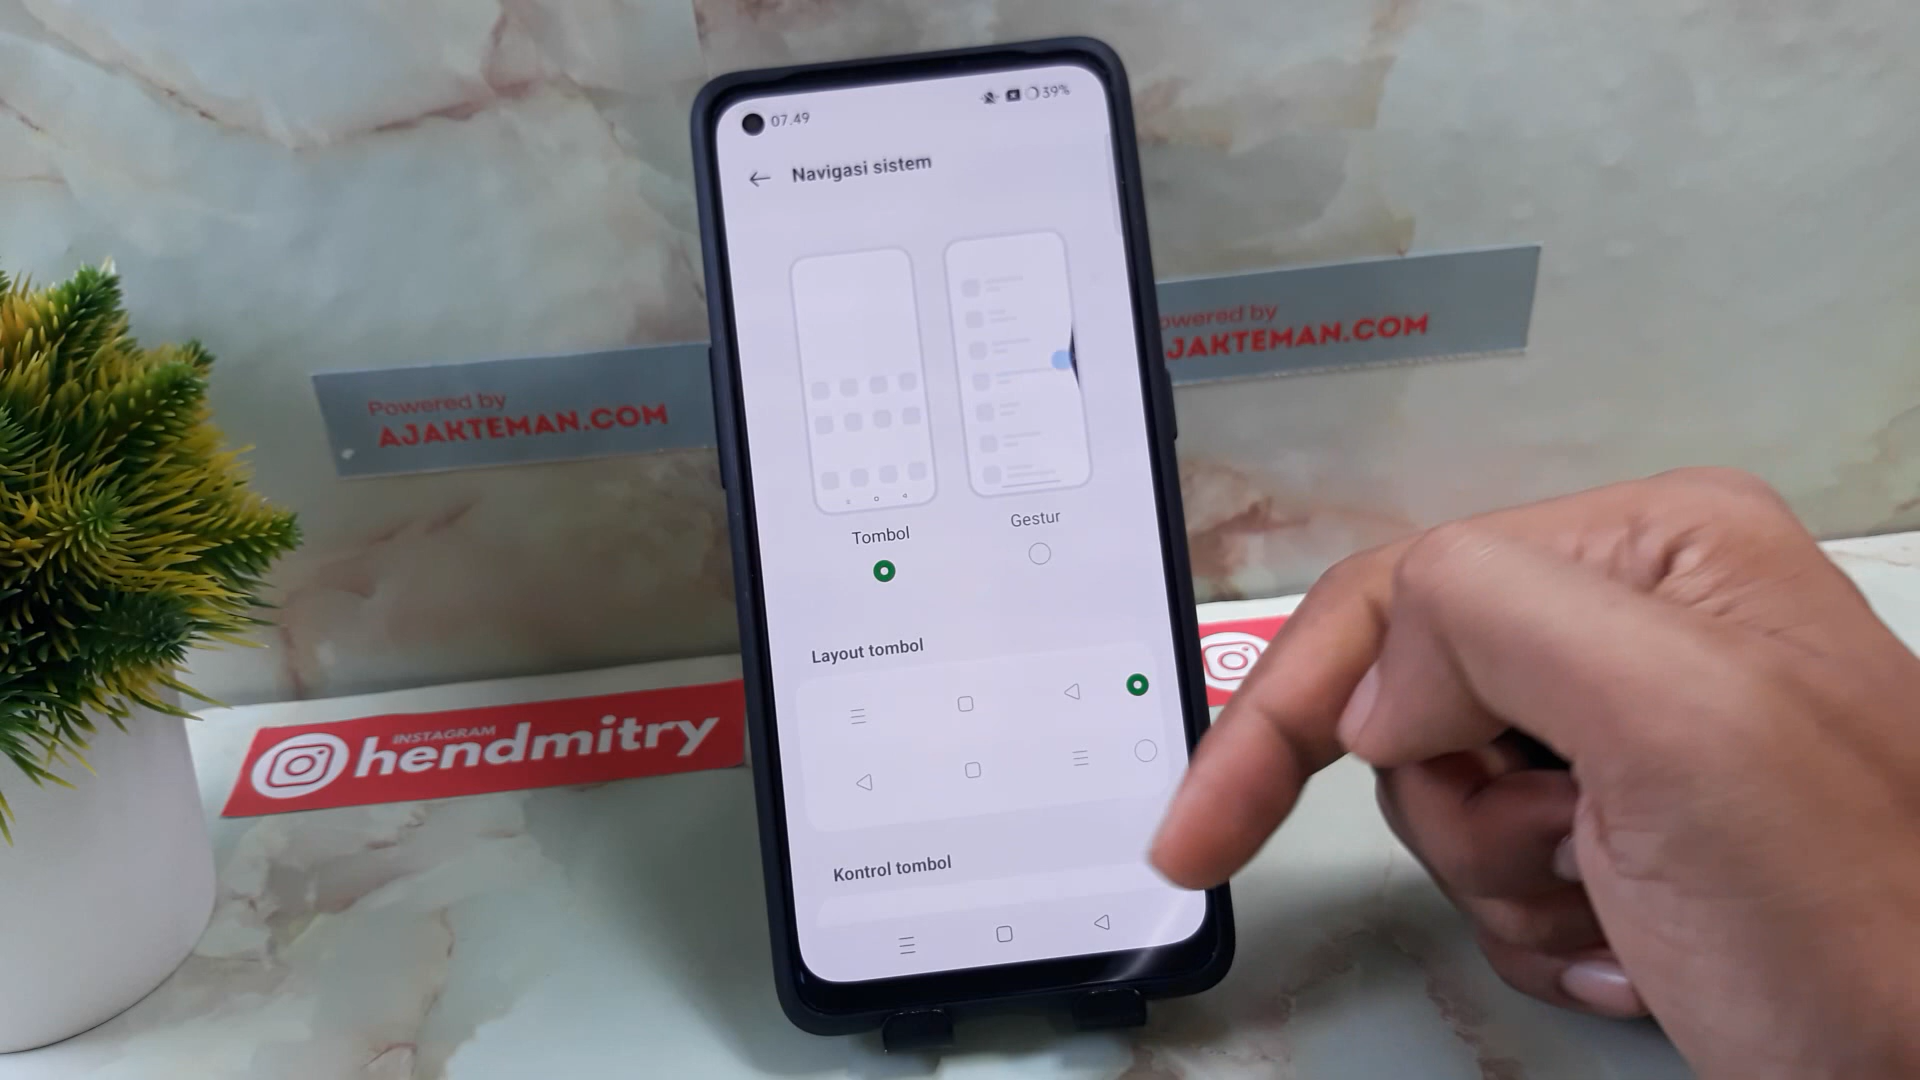 07.49
39%
Navigasi sistem
Tombol
Gestur
Layout tombol
Kontrol tombol
Powered by
AJAKTEMAN.COM
owered by
JAKTEMAN.COM
INSTAGRAM
hendmitry